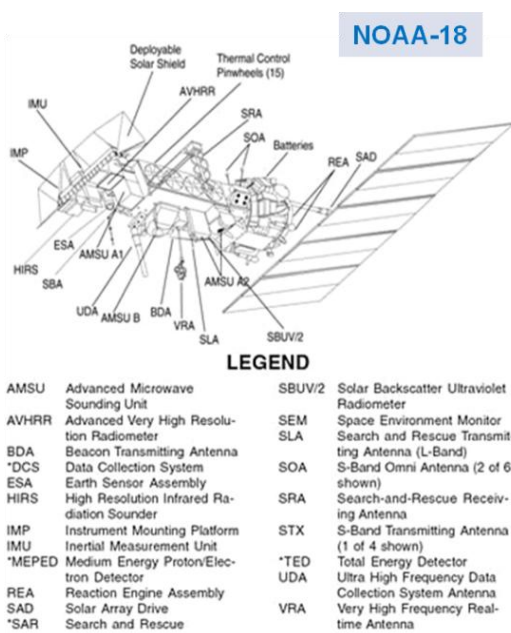 NOAA-18
Deployable
Solar Shield
Thermal Control
Pinwheels (15)
AVHRR
IMU
SRA
SOA
Batteries
IMP
REA
SAD
ESA
AMSU A1
HIRS
SBA
AMSU A2
UDA
AMSU B
BDA
VRA
SLA
SBUV/2
LEGEND
AMSU Advanced Microwave
Sounding Unit
AVHRR Advanced Very High Resolu-
tion Radiometer
BDA Beacon Transmitting Antenna
*DCS Data Collection System
ESA Earth Sensor Assembly
HIRS High Resolution Infrared Ra-
diation Sounder
IMP Instrument Mounting Platform
IMU Inertial Measurement Unit
*MEPED Medium Energy Proton/Elec-
tron Detector
REA Reaction Engine Assembly
SAD Solar Array Drive
*SAR Search and Rescue
SBUV/2 Solar Backscatter Ultraviolet
Radiometer
SEM Space Environment Monitor
SLA Search and Rescue Transmit
ting Antenna (L-Band)
SOA S-Band Omni Antenna (2 of 6
shown)
SRA Search-and-Rescue Receiv-
ing Antenna
STX S-Band Transmitting Antenna
(1 of 4 shown)
*TED Total Energy Detector
UDA Ultra High Frequency Data
Collection System Antenna
VRA Very High Frequency Real-
time Antenna